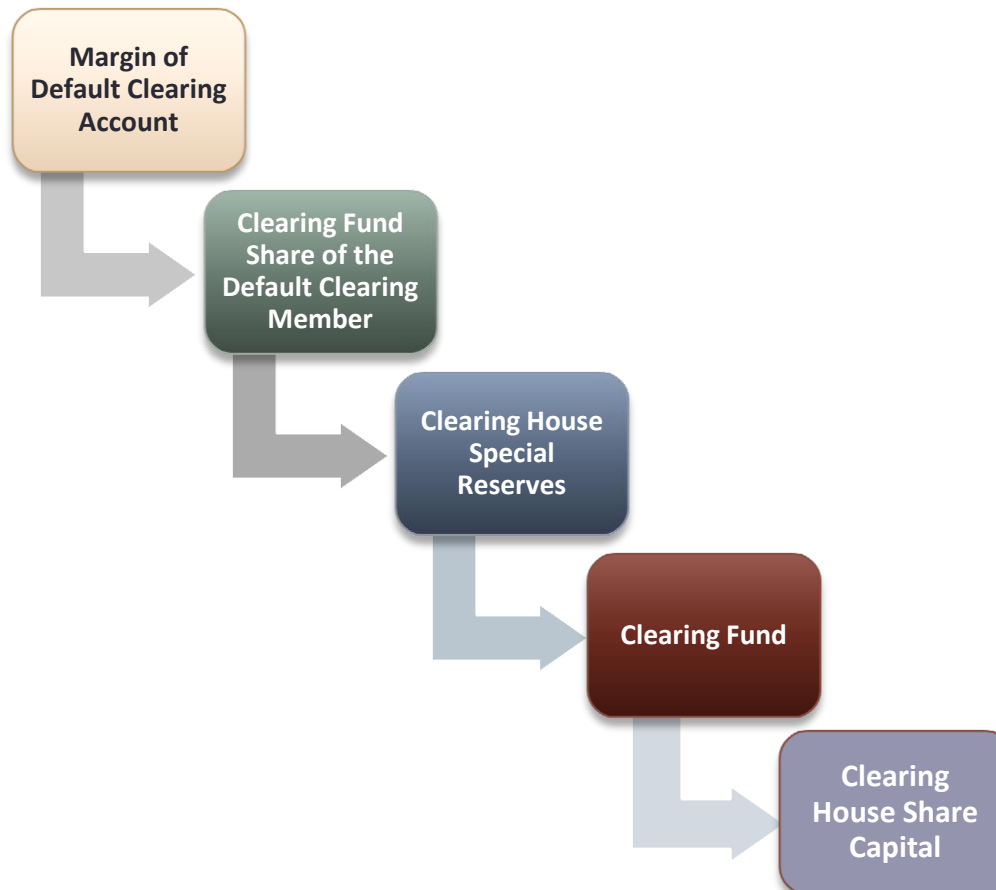 Margin of
Default Clearing
Account
Clearing Fund
Share of the
Default Clearing
Member
Clearing House
Special
Reserves
Clearing Fund
Clearing
House Share
Capital